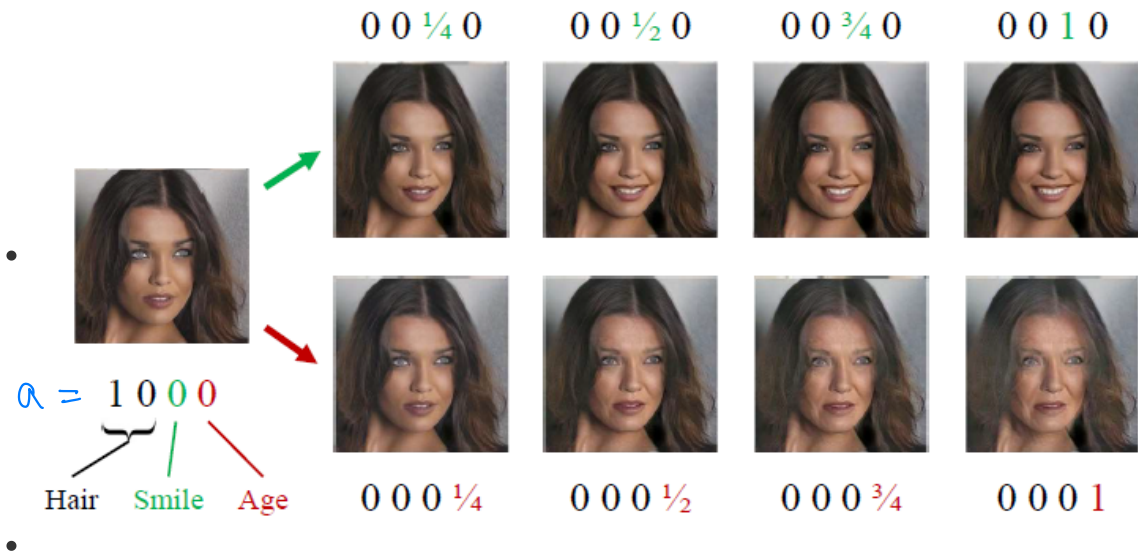 0 0 ¼ 0
0 0 ½ 0
0 0 ¾ 0
0 0 1 0
a = 1 0 0 0
Hair
Smile
Age
0 0 0 ¼
0 0 0 ½
0 0 0 ¾
0 0 0 1